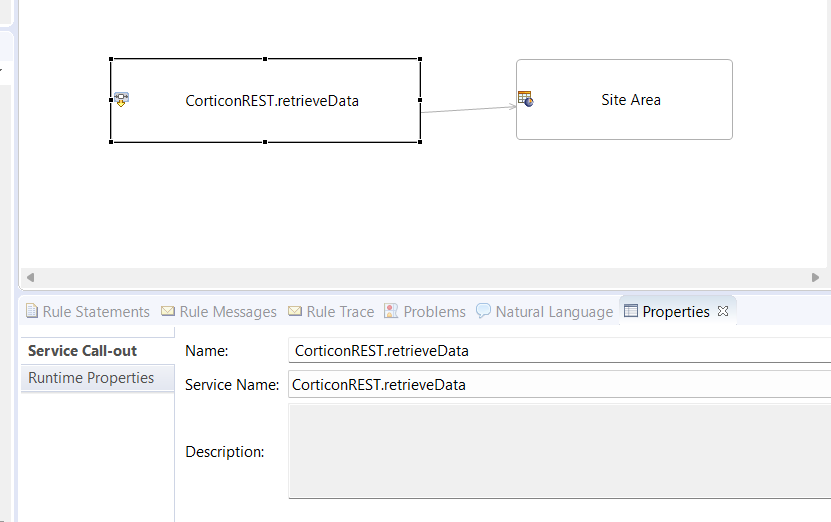 CorticonREST.retrieveData
Site Area
Rule Statements Rule Messages Rule Trace Problems Natural Language Properties
Service Call-out
Runtime Properties
Name: CorticonREST.retrieveData
Service Name: CorticonREST.retrieveData
Description: